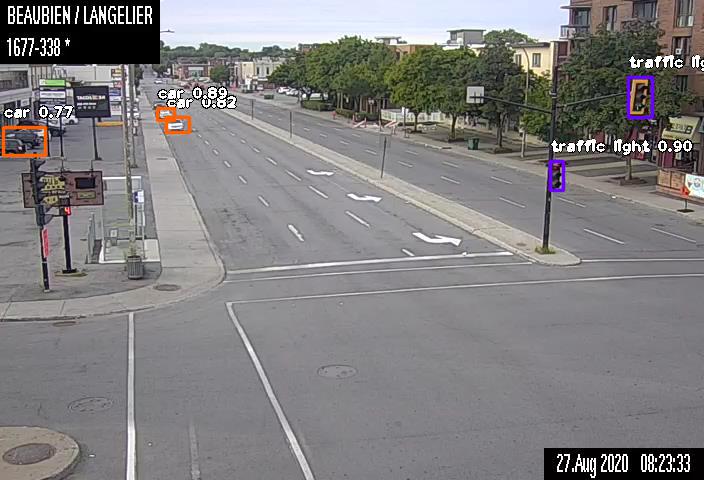 BEAUBIEN / LANGELIER
1677-338 *
car 0.89
car 0.82
traffic lig
car 0.77
traffic light 0.90
27.Aug 2020 08:23:33